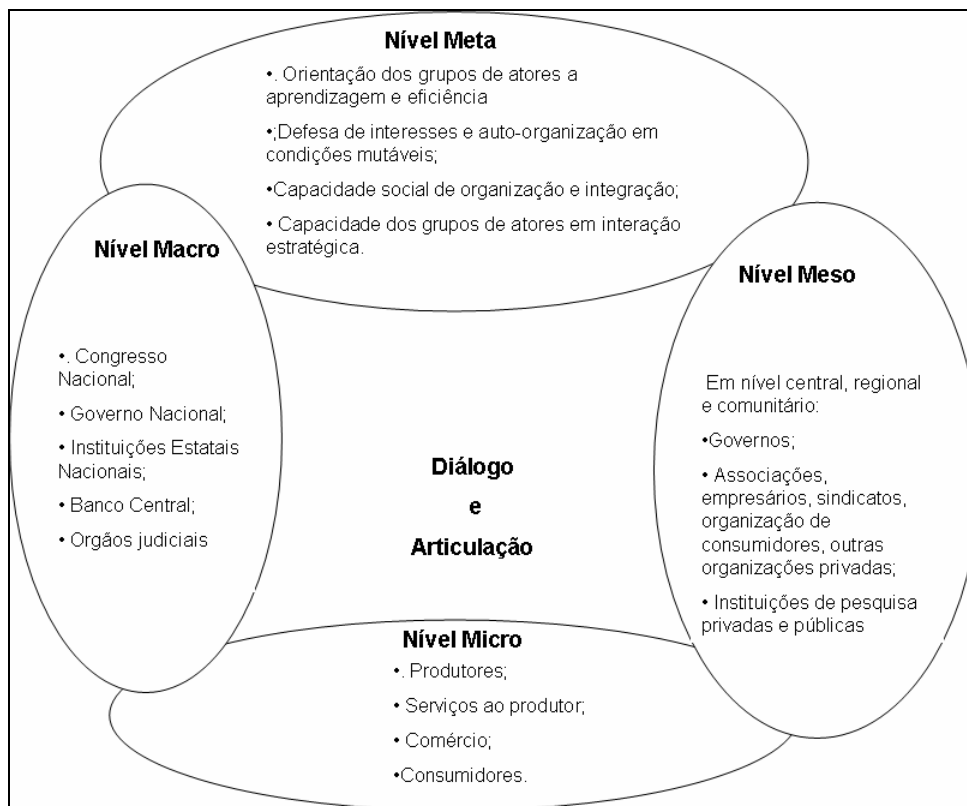 Nível Meta
•. Orientação dos grupos de atores a
aprendizagem e eficiência
•;Defesa de interesses e auto-organização em
condições mutáveis;
•Capacidade social de organização e integração;
• Capacidade dos grupos de atores em interação
estratégica.
Nível Macro
•. Congresso
Nacional;
• Governo Nacional;
• Instituições Estatais
Nacionais;
• Banco Central;
• Orgãos judiciais
Diálogo
e
Articulação
Nível Meso
Em nível central, regional
e comunitário:
•Governos;
• Associações,
empresários, sindicatos,
organização de
consumidores, outras
organizações privadas;
• Instituições de pesquisa
privadas e públicas
Nível Micro
•. Produtores;
• Serviços ao produtor;
• Comércio;
•Consumidores.